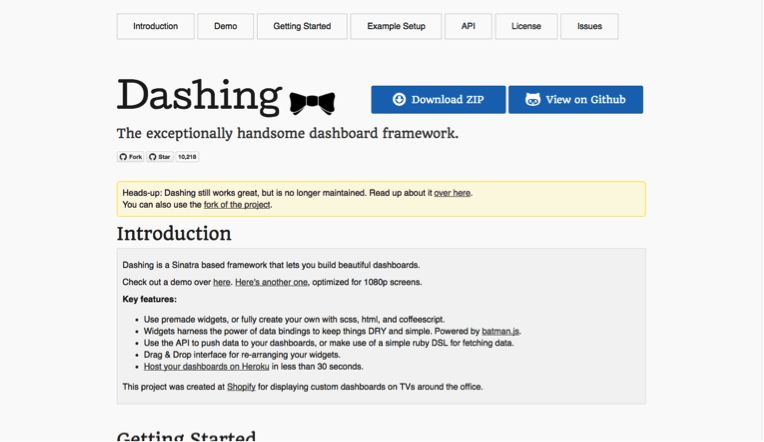 Introduction
Demo
Getting Started
Example Setup
API
License
Issues
Dashing
Download ZIP
View on Github
The exceptionally handsome dashboard framework.
Fork
Star
10,218
Heads-up: Dashing still works great, but is no longer maintained. Read up about it over here.
You can also use the fork of the project.
Introduction
Dashing is a Sinatra based framework that lets you build beautiful dashboards.
Check out a demo over here. Here's another one, optimized for 1080p screens.
Key features:
• Use premade widgets, or fully create your own with scss, html, and coffeescript.
• Widgets harness the power of data bindings to keep things DRY and simple. Powered by batman.js.
• Use the API to push data to your dashboards, or make use of a simple ruby DSL for fetching data.
• Drag & Drop interface for re-arranging your widgets.
• Host your dashboards on Heroku in less than 30 seconds.
This project was created at Shopify for displaying custom dashboards on TVs around the office.
Getting Started